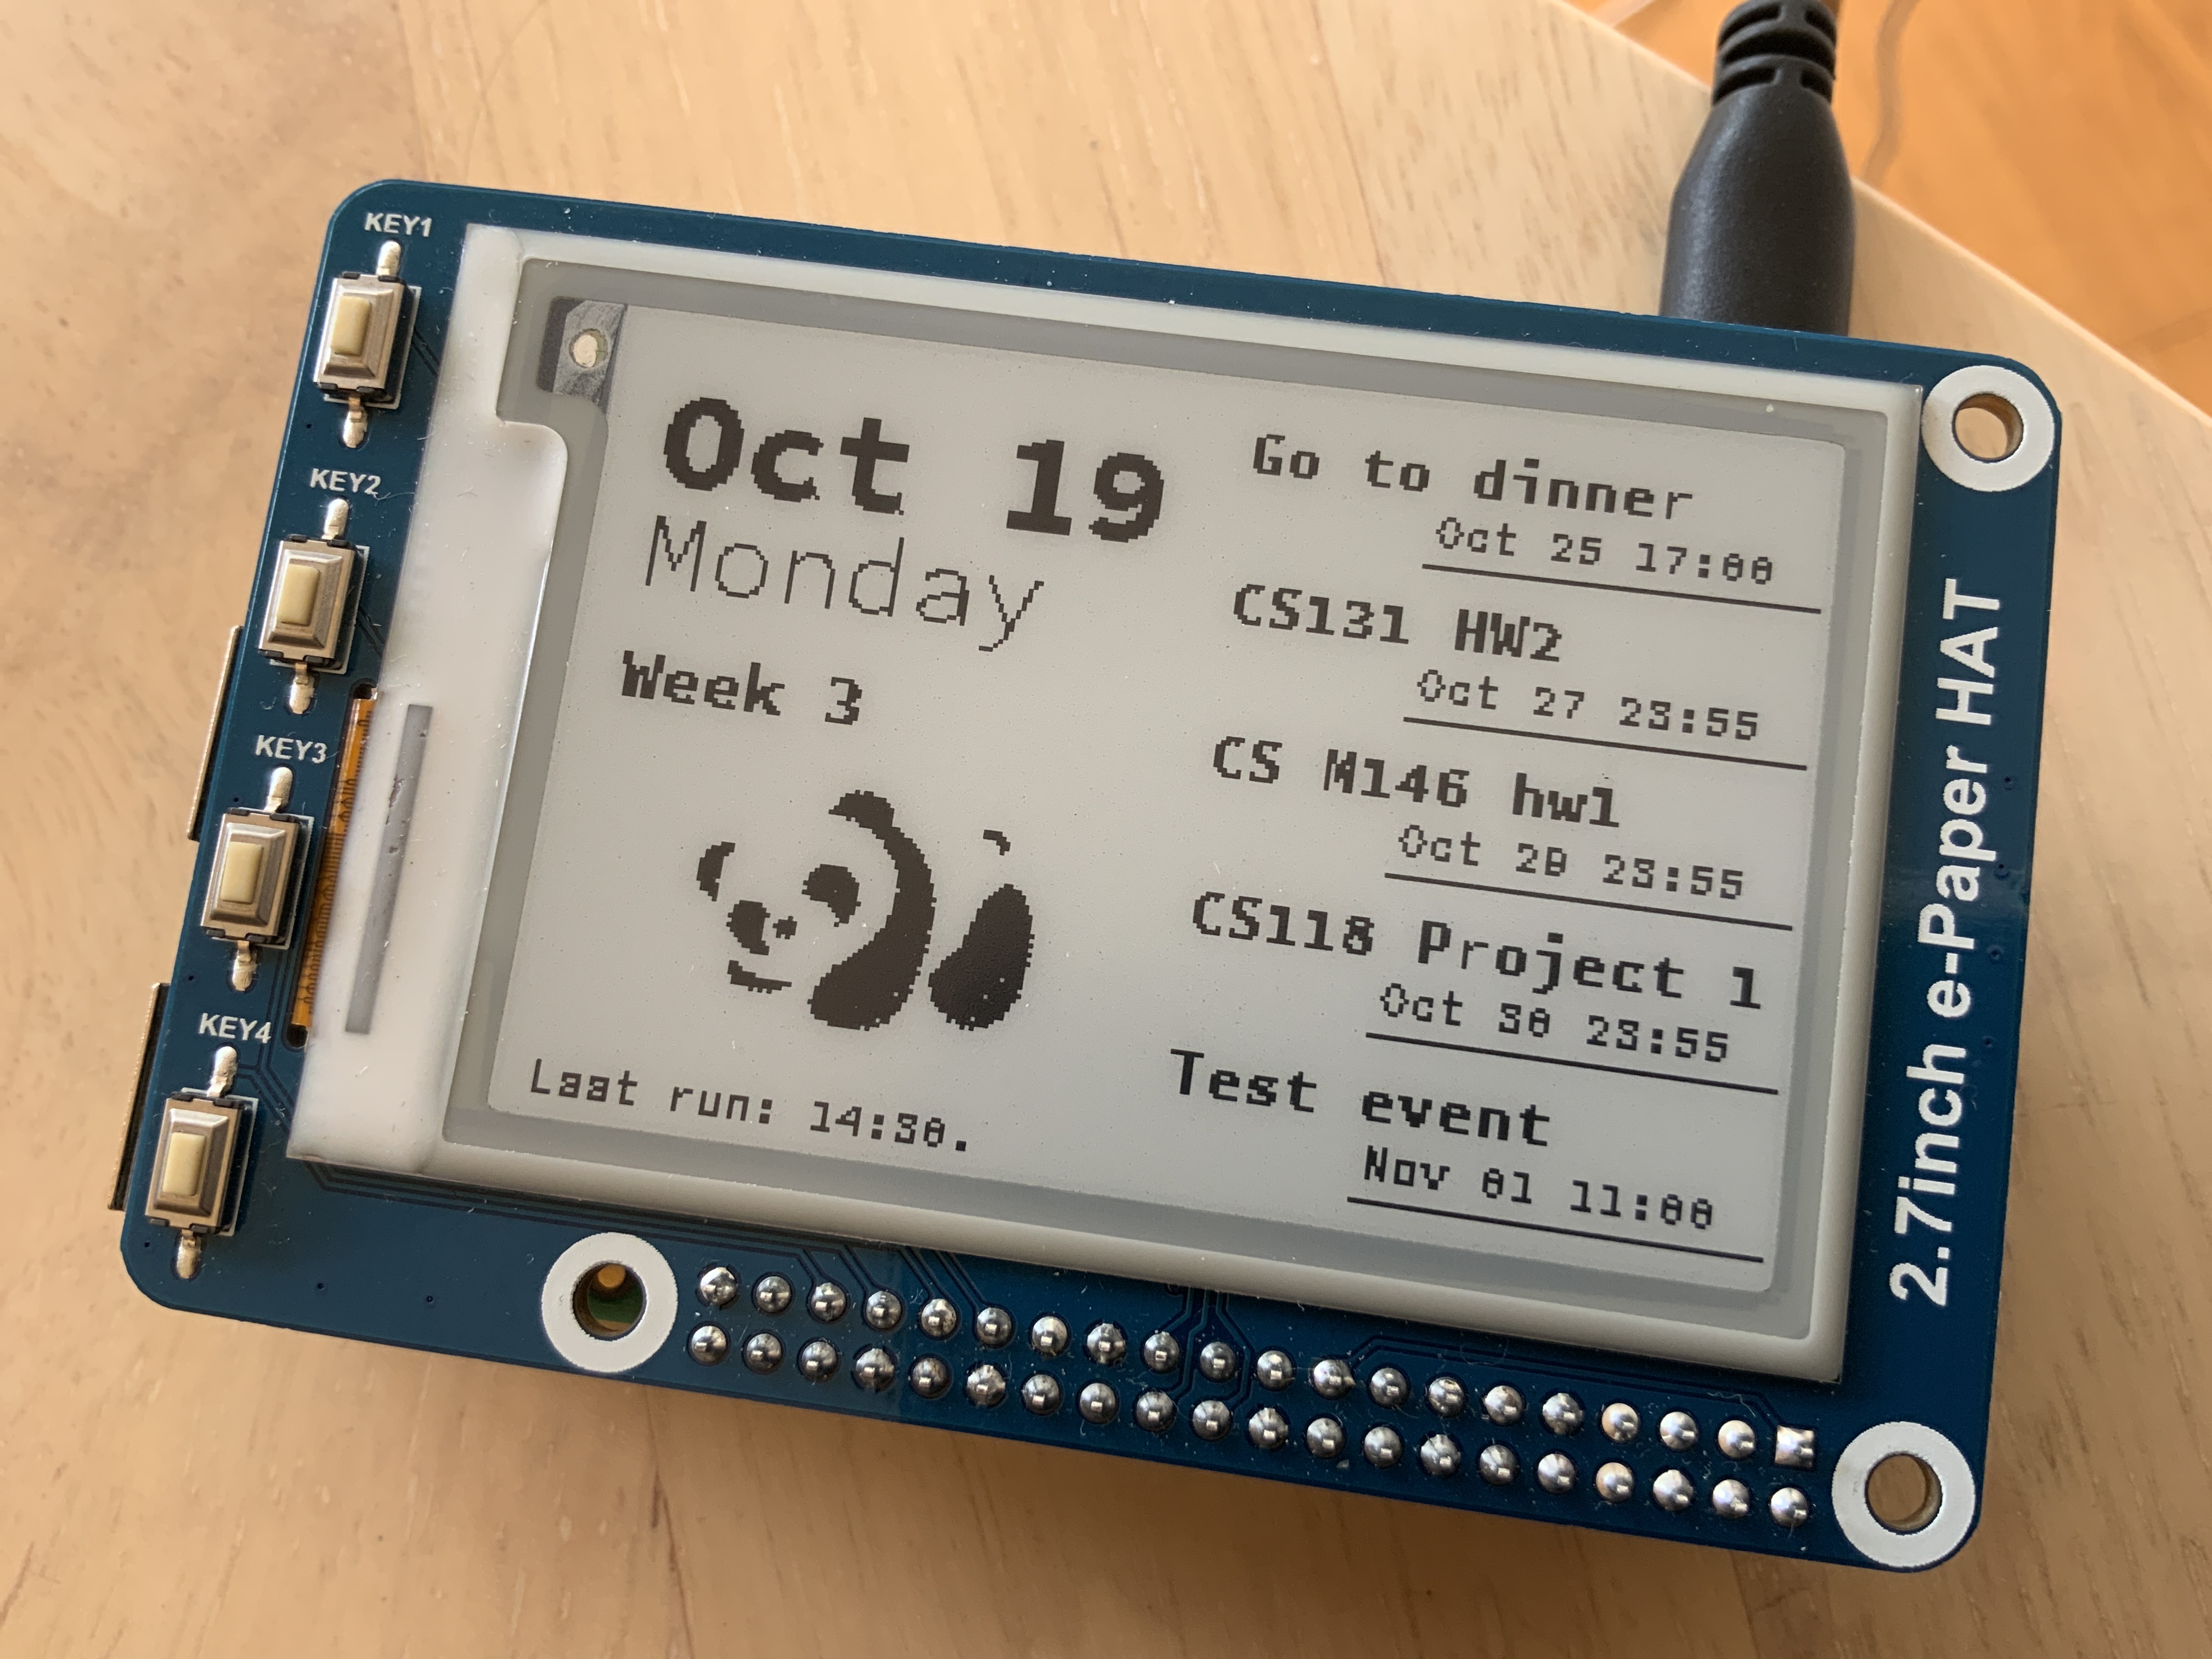 KEY1
KEY2
KEY3
KEY4
Oct 19
Monday
Week 3
Last run: 14:30.
Go to dinner
Oct 25 17:00
CS131 HW2
Oct 27 23:55
CS M146 hw1
Oct 28 23:55
CS118 Project 1
Oct 30 23:55
Test event
Nov 01 11:00
2.7inch e-Paper HAT